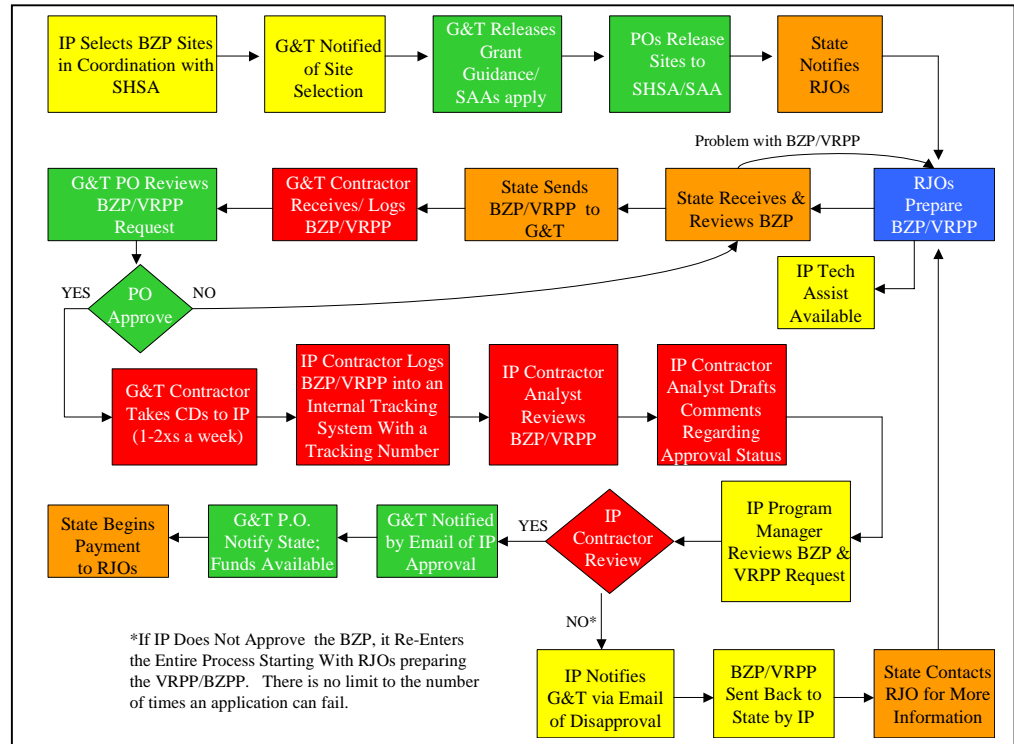 IP Selects BZP Sites
in Coordination with
SHSA
G&T Notified
of Site
Selection
G&T Releases
Grant
Guidance/
SAAs apply
POs Release
Sites to
SHSA/SAA
State
Notifies
RJOs
Problem with BZP/VRPP
G&T PO Reviews
BZP/VRPP
Request
G&T Contractor
Receives/ Logs
BZP/VRPP
State Sends
BZP/VRPP to
G&T
State Receives &
Reviews BZP
RJOs
Prepare
BZP/VRPP
IP Tech
Assist
Available
YES
PO
Approve
NO
G&T Contractor
Takes CDs to IP
(1-2xs a week)
IP Contractor Logs
BZP/VRPP into an
Internal Tracking
System With a
Tracking Number
IP Contractor
Analyst
Reviews
BZP/VRPP
IP Contractor
Analyst Drafts
Comments
Regarding
Approval Status
State Begins
Payment
to RJOs
G&T P.O.
Notify State;
Funds Available
G&T Notified
by Email of IP
Approval
YES
IP
Contractor
Review
IP Program
Manager
Reviews BZP &
VRPP Request
NO*
*If IP Does Not Approve the BZP, it Re-Enters
the Entire Process Starting With RJOs preparing
the VRPP/BZPP. There is no limit to the number
of times an application can fail.
IP Notifies
G&T via Email
of Disapproval
BZP/VRPP
Sent Back to
State by IP
State Contacts
RJO for More
Information